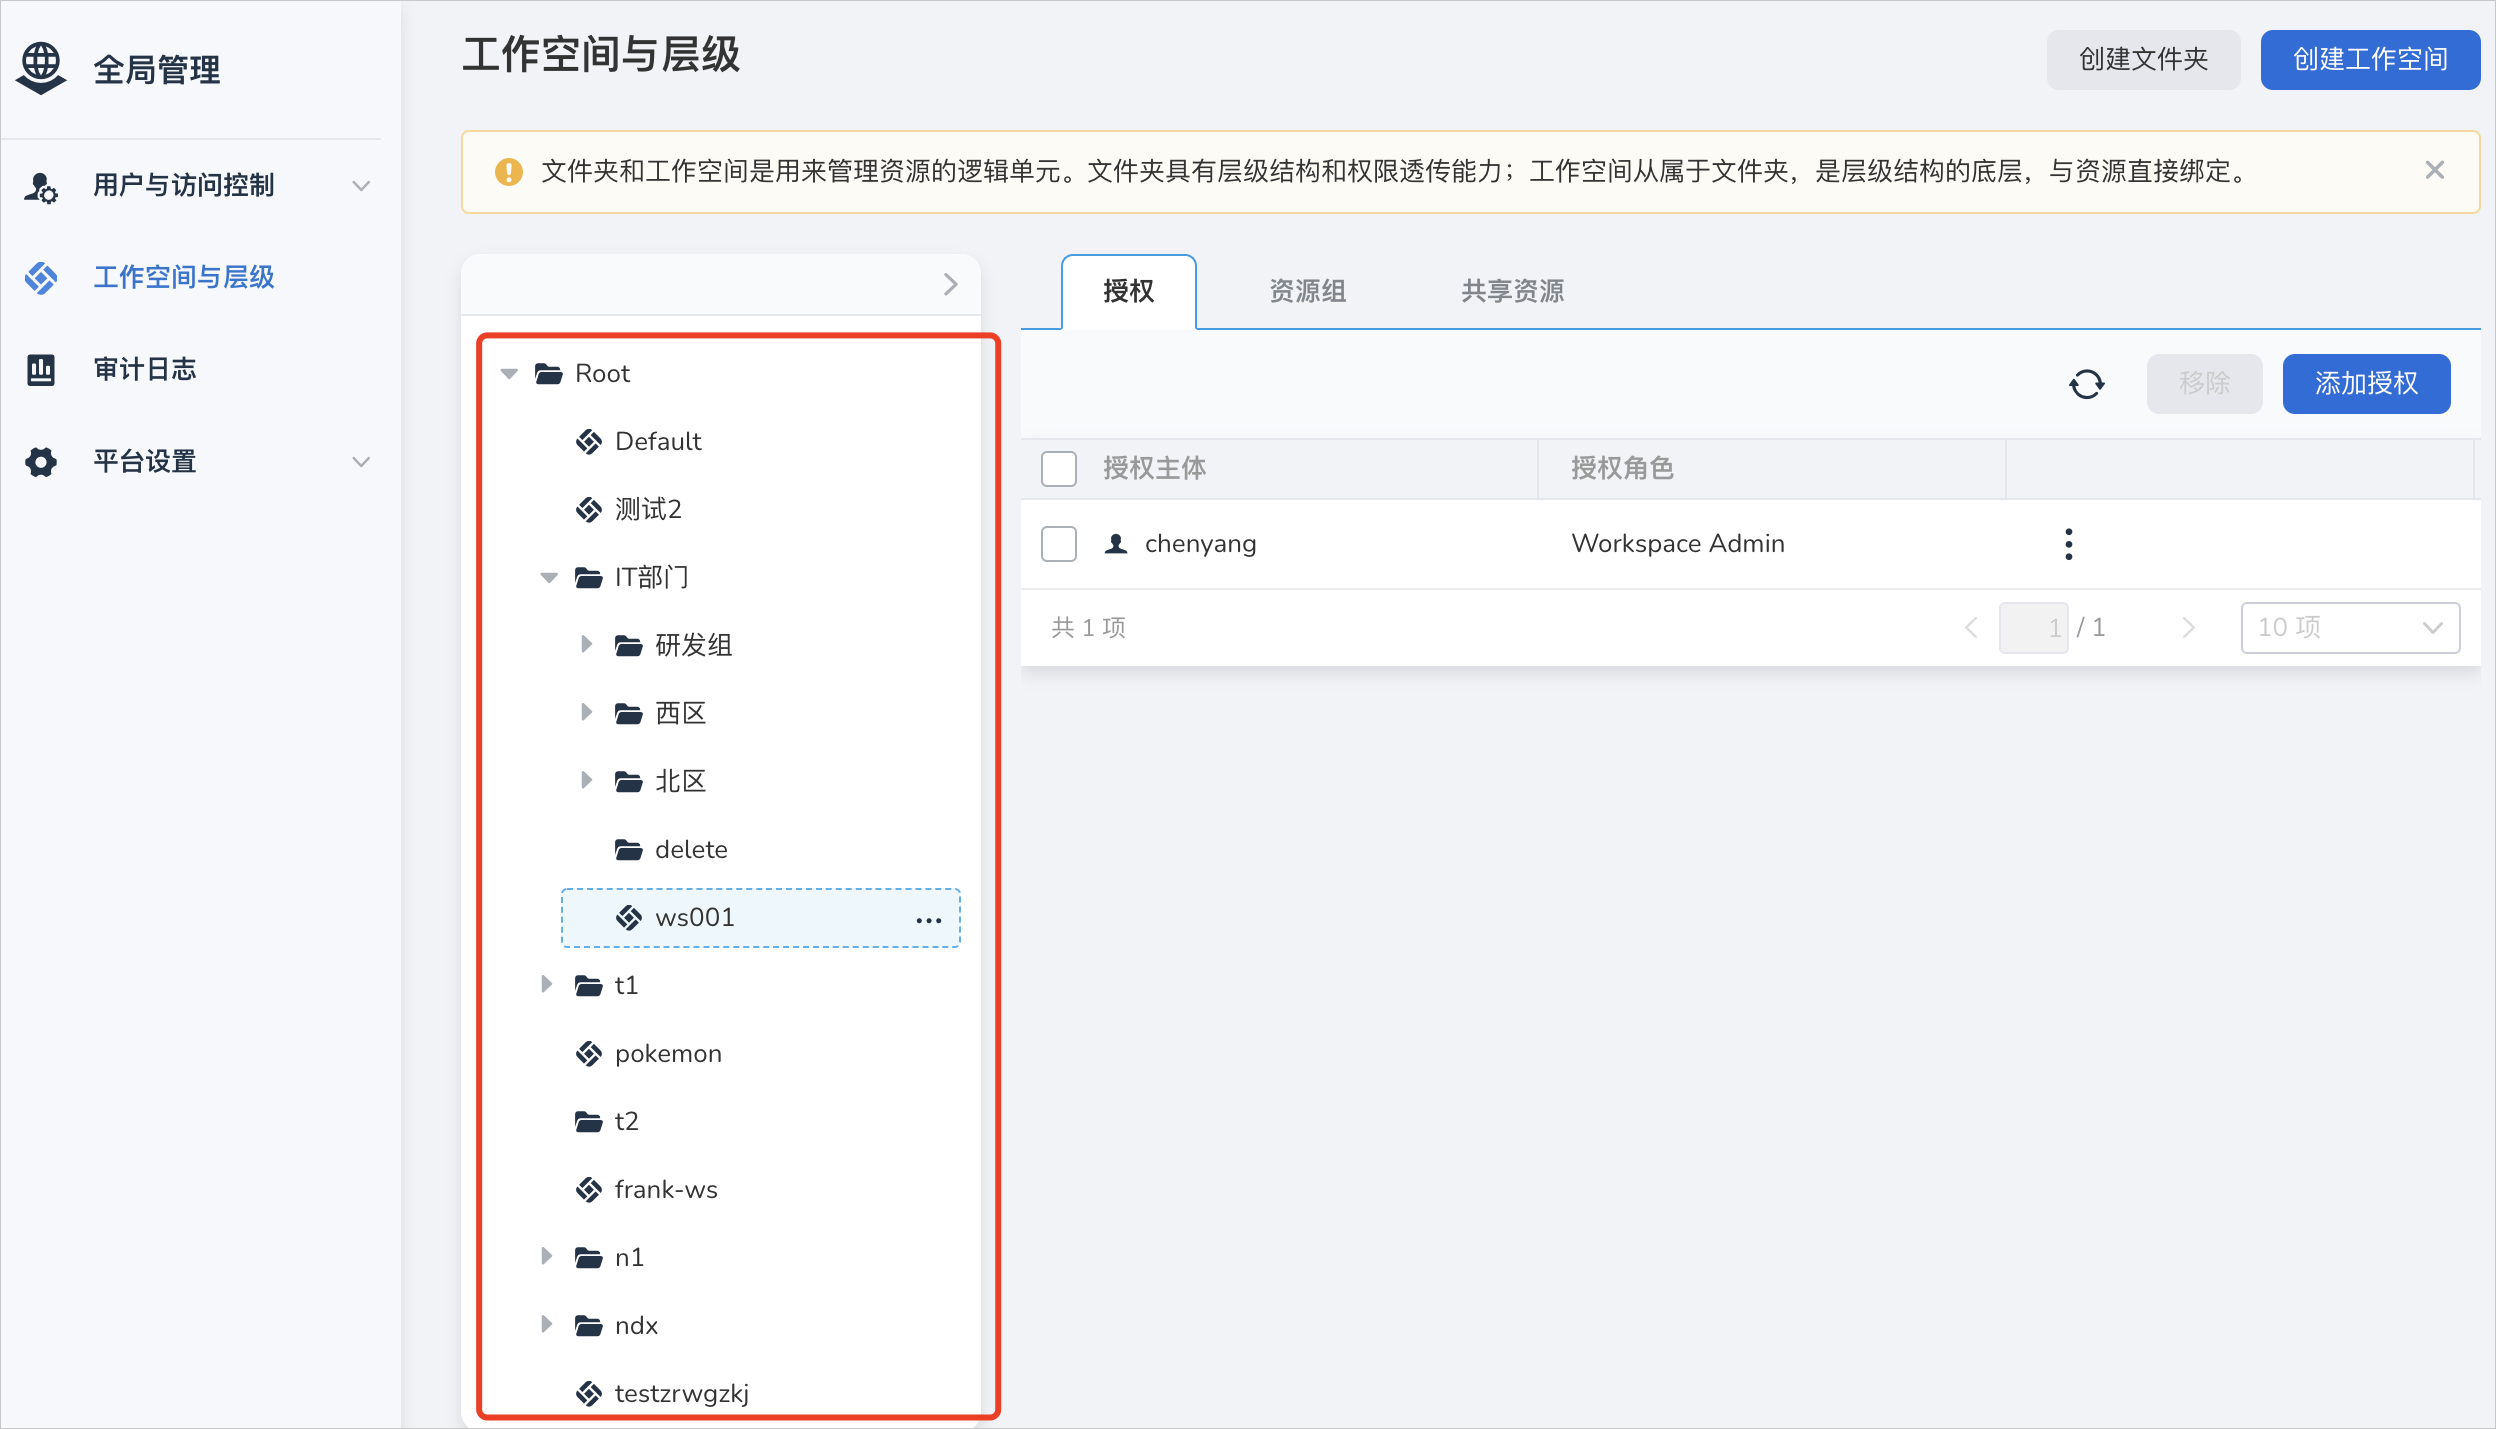 全局管理
用户与访问控制
工作空间与层级
审计日志
平台设置
工作空间与层级
创建文件夹
创建工作空间
文件夹和工作空间是用来管理资源的逻辑单元。文件夹具有层级结构和权限透传能力；工作空间从属于文件夹，是层级结构的底层，与资源直接绑定。
Root
Default
测试2
IT部门
研发组
西区
北区
delete
ws001
t1
pokemon
t2
frank-ws
n1
ndx
testzrwgzkj
授权
资源组
共享资源
移除
添加授权
授权主体
授权角色
chenyang
Workspace Admin
共 1 项
1 / 1
10 项